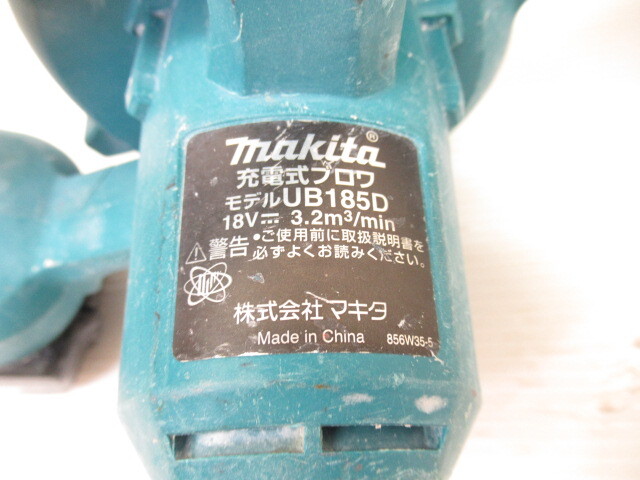 makita®
充電式ブロワ
モデルUB185D
18V⎓ 3.2m³/min
⚠警告 •ご使用前に取扱説明書を
必ずよくお読みください。
株式会社 マキタ
Made in China 856W35-5